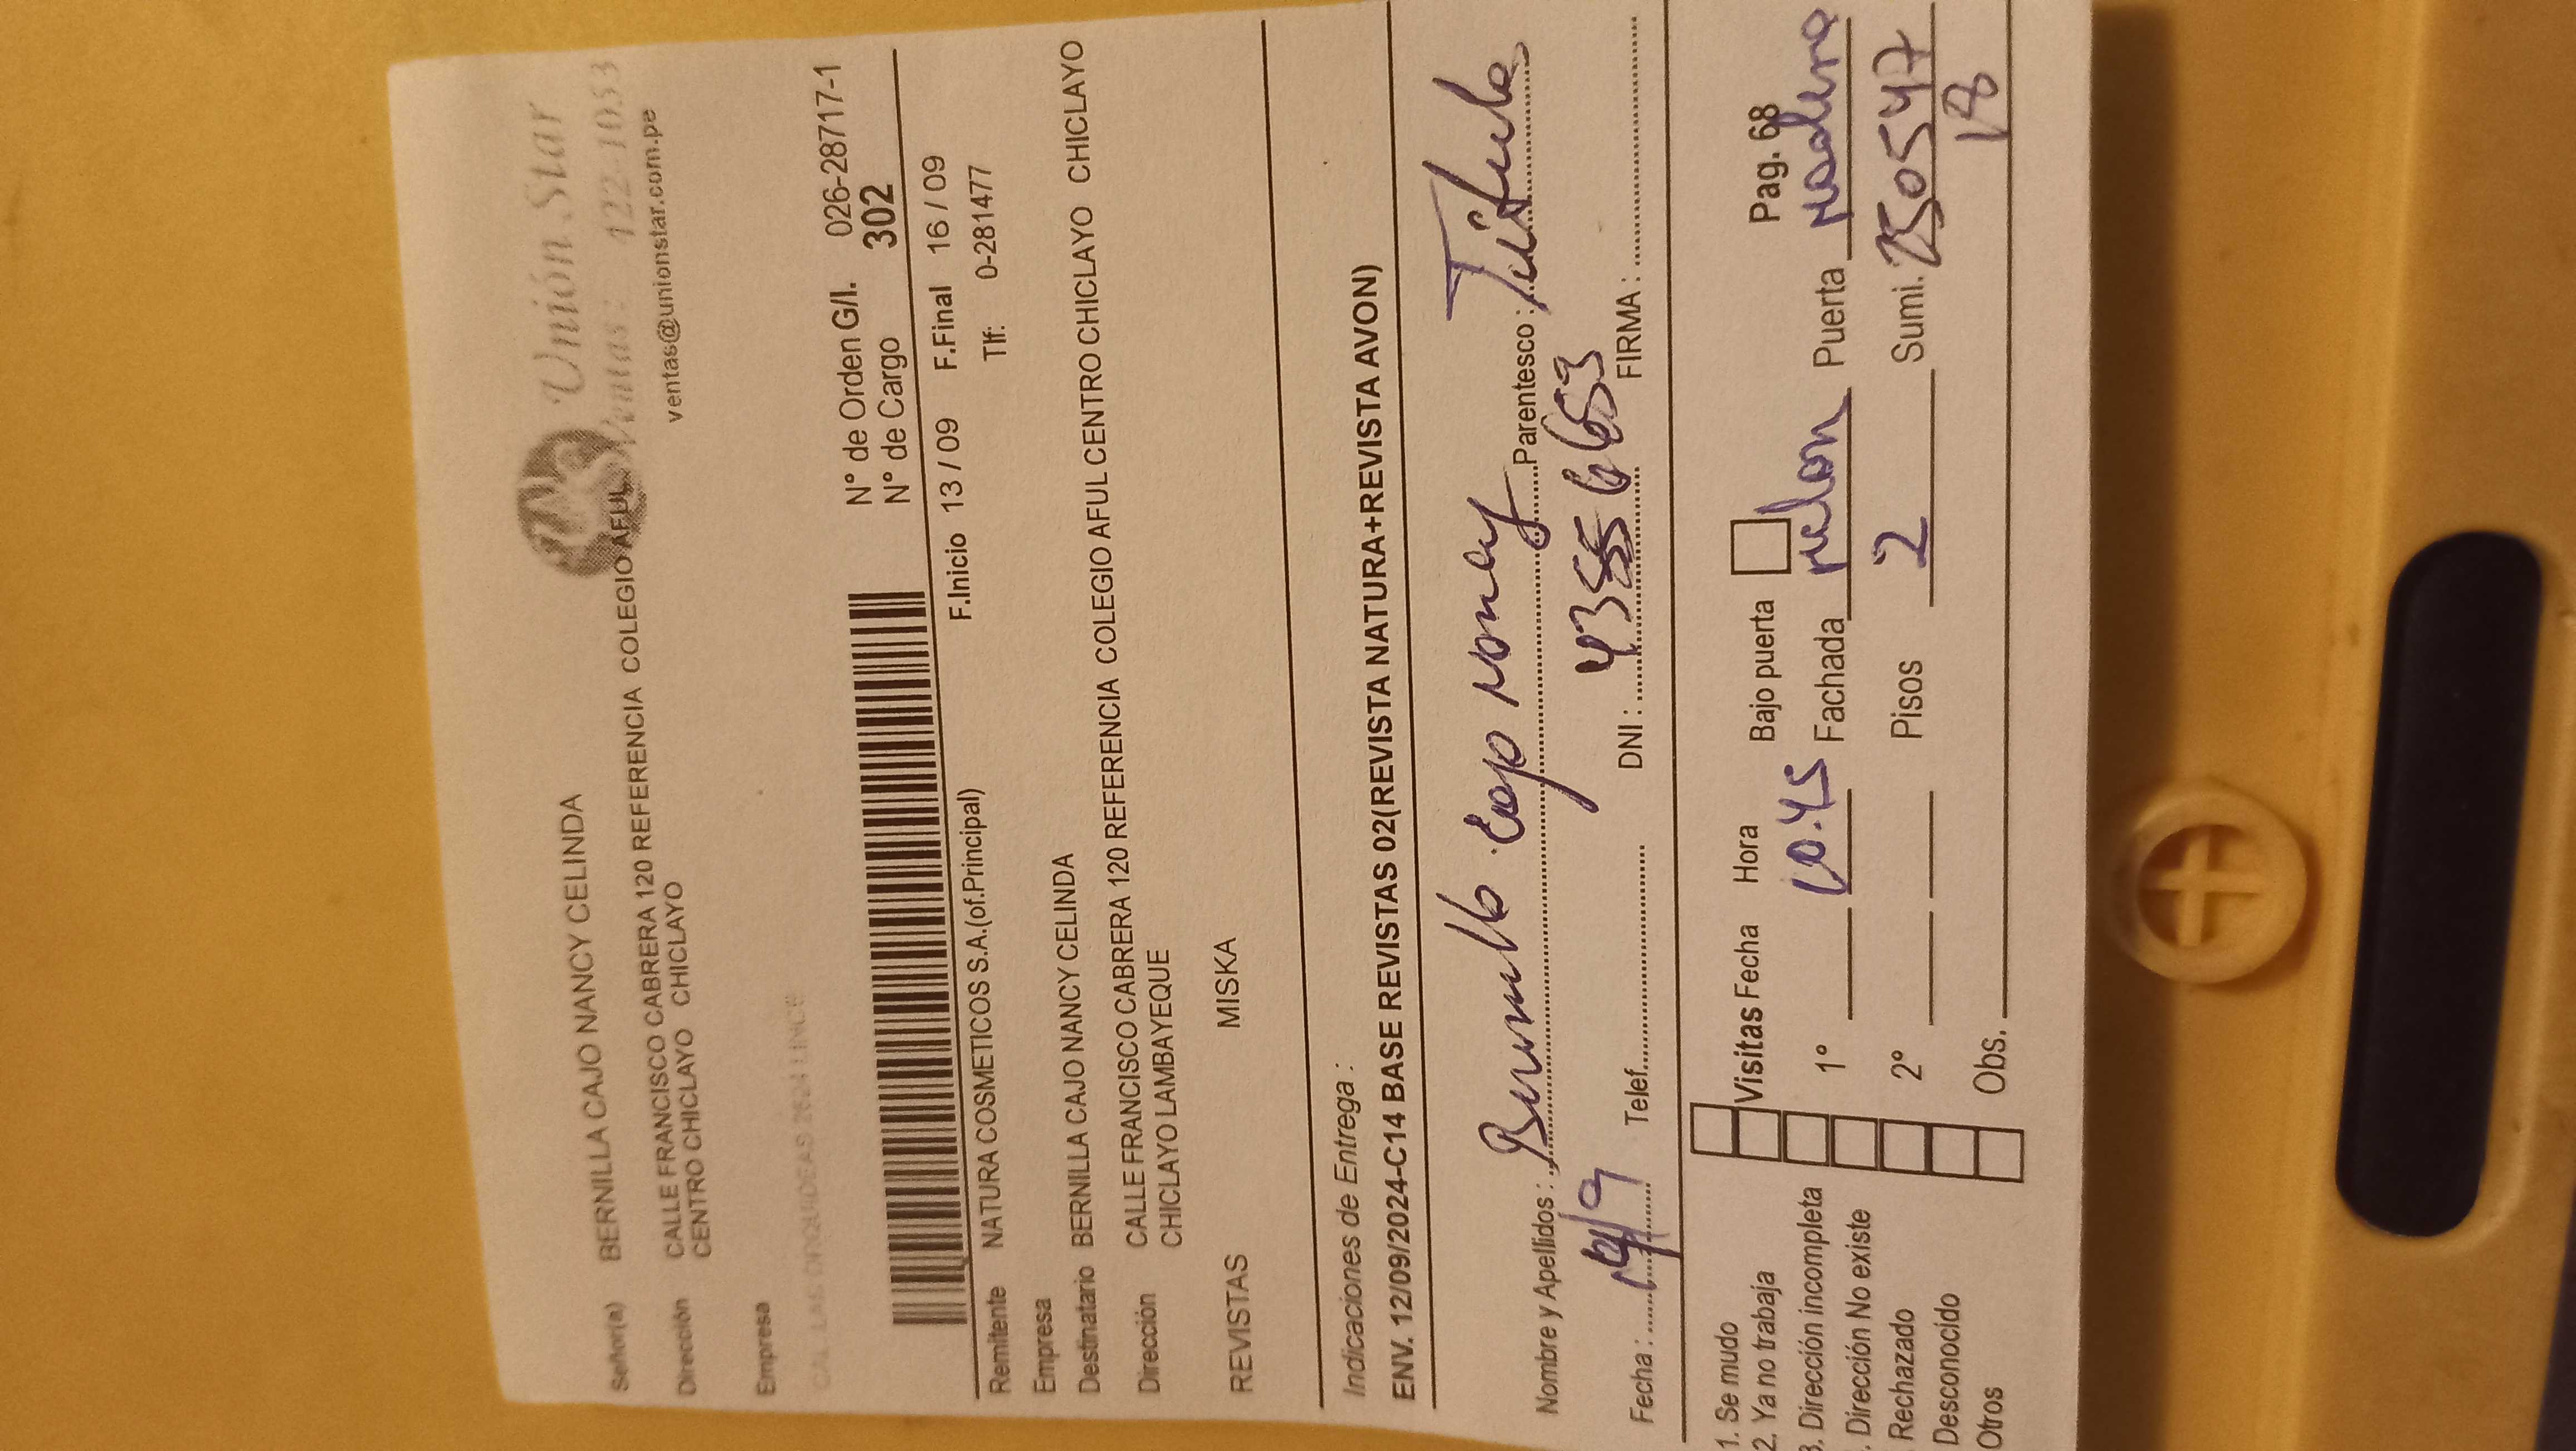 Unión Star
Ventas : 422-1053
ventas@unionstar.com.pe
Señor(a) BERNILLA CAJO NANCY CELINDA
Dirección CALLE FRANCISCO CABRERA 120 REFERENCIA COLEGIO AFUL
CENTRO CHICLAYO CHICLAYO
Empresa
N° de Orden G/I. 026-28717-1
N° de Cargo 302
F.Inicio 13 / 09 F.Final 16 / 09
Remitente NATURA COSMETICOS S.A.(of.Principal) Tlf: 0-281477
Empresa
Destinatario BERNILLA CAJO NANCY CELINDA
Dirección CALLE FRANCISCO CABRERA 120 REFERENCIA COLEGIO AFUL CENTRO CHICLAYO CHICLAYO
CHICLAYO LAMBAYEQUE
REVISTAS MISKA
Indicaciones de Entrega :
ENV. 12/09/2024-C14 BASE REVISTAS 02(REVISTA NATURA+REVISTA AVON)
Nombre y Apellidos : Cajo Parentesco : Titular
Fecha : Telef. DNI : FIRMA :
1. Se mudo
2. Ya no trabaja Visitas Fecha Hora Bajo puerta Pag. 68
3. Dirección incompleta 1° 10.45 Fachada melon Puerta madera
. Dirección No existe
Rechazado 2° Pisos 2 Sumi. 250547
Desconocido
Otros Obs.